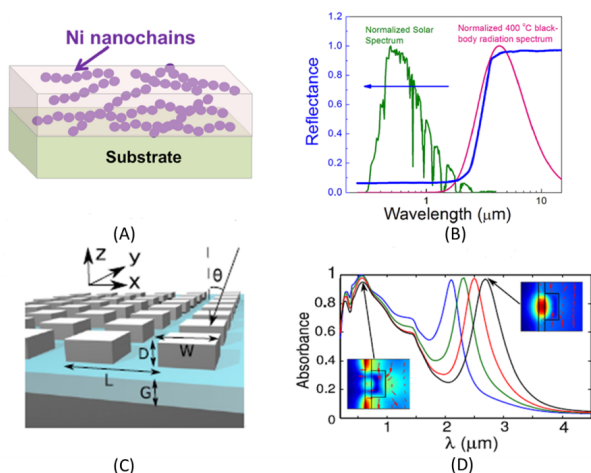 Ni nanochains
Substrate
(A)
Normalized Solar
Spectrum
Normalized 400 °C black-
body radiation spectrum
Reflectance
1.2
1.0
0.8
0.6
0.4
0.2
0.0
1
10
Wavelength (μm)
(B)
z
y
x
θ
D
W
L
G
(C)
Absorbance
1
0.8
0.6
0.4
0.2
0
1
2
3
4
λ (μm)
(D)